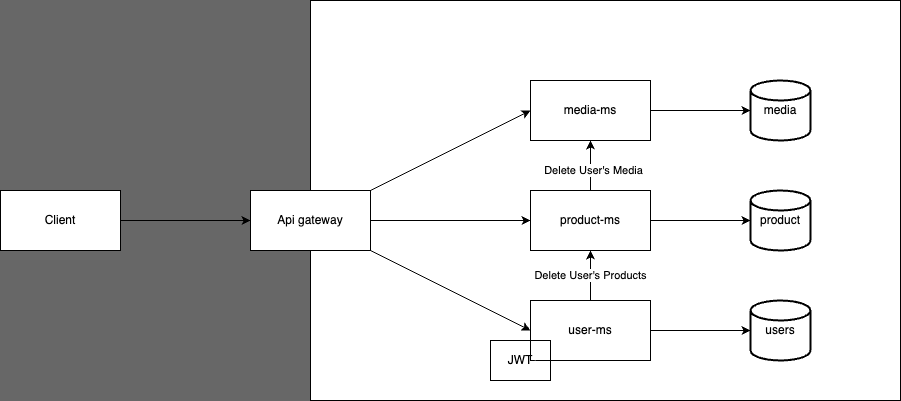 media-ms
media
Delete User's Media
Client
Api gateway
product-ms
product
Delete User's Products
user-ms
users
JWT